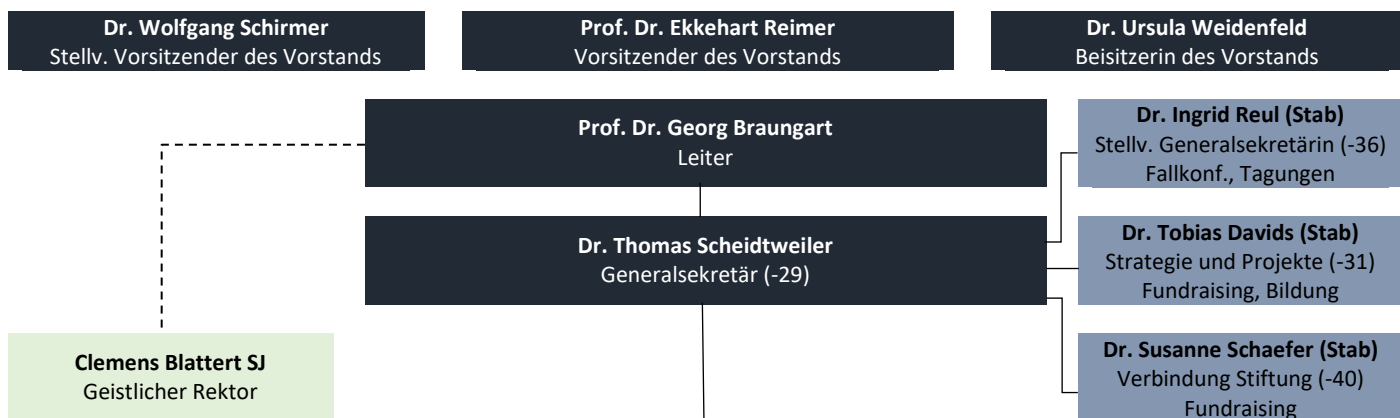 Dr. Wolfgang Schirmer
Stellv. Vorsitzender des Vorstands
Prof. Dr. Ekkehart Reimer
Vorsitzender des Vorstands
Dr. Ursula Weidenfeld
Beisitzerin des Vorstands
Prof. Dr. Georg Braungart
Leiter
Dr. Ingrid Reul (Stab)
Stellv. Generalsekretärin (-36)
Fallkonf., Tagungen
Dr. Thomas Scheidtweiler
Generalsekretär (-29)
Dr. Tobias Davids (Stab)
Strategie und Projekte (-31)
Fundraising, Bildung
Clemens Blattert SJ
Geistlicher Rektor
Dr. Susanne Schaefer (Stab)
Verbindung Stiftung (-40)
Fundraising